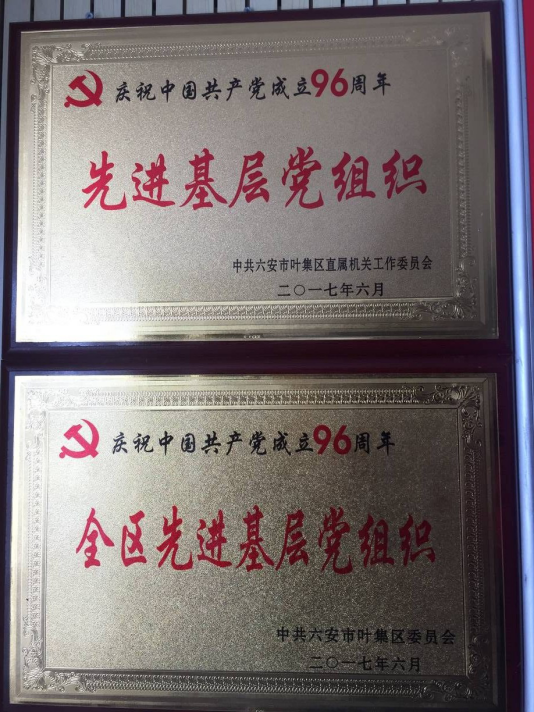 庆祝中国共产党成立96周年
先进基层党组织
中共六安市叶集区直属机关工作委员会
二〇一七年六月
庆祝中国共产党成立96周年
全区先进基层党组织
中共六安市叶集区委员会
二〇一七年六月